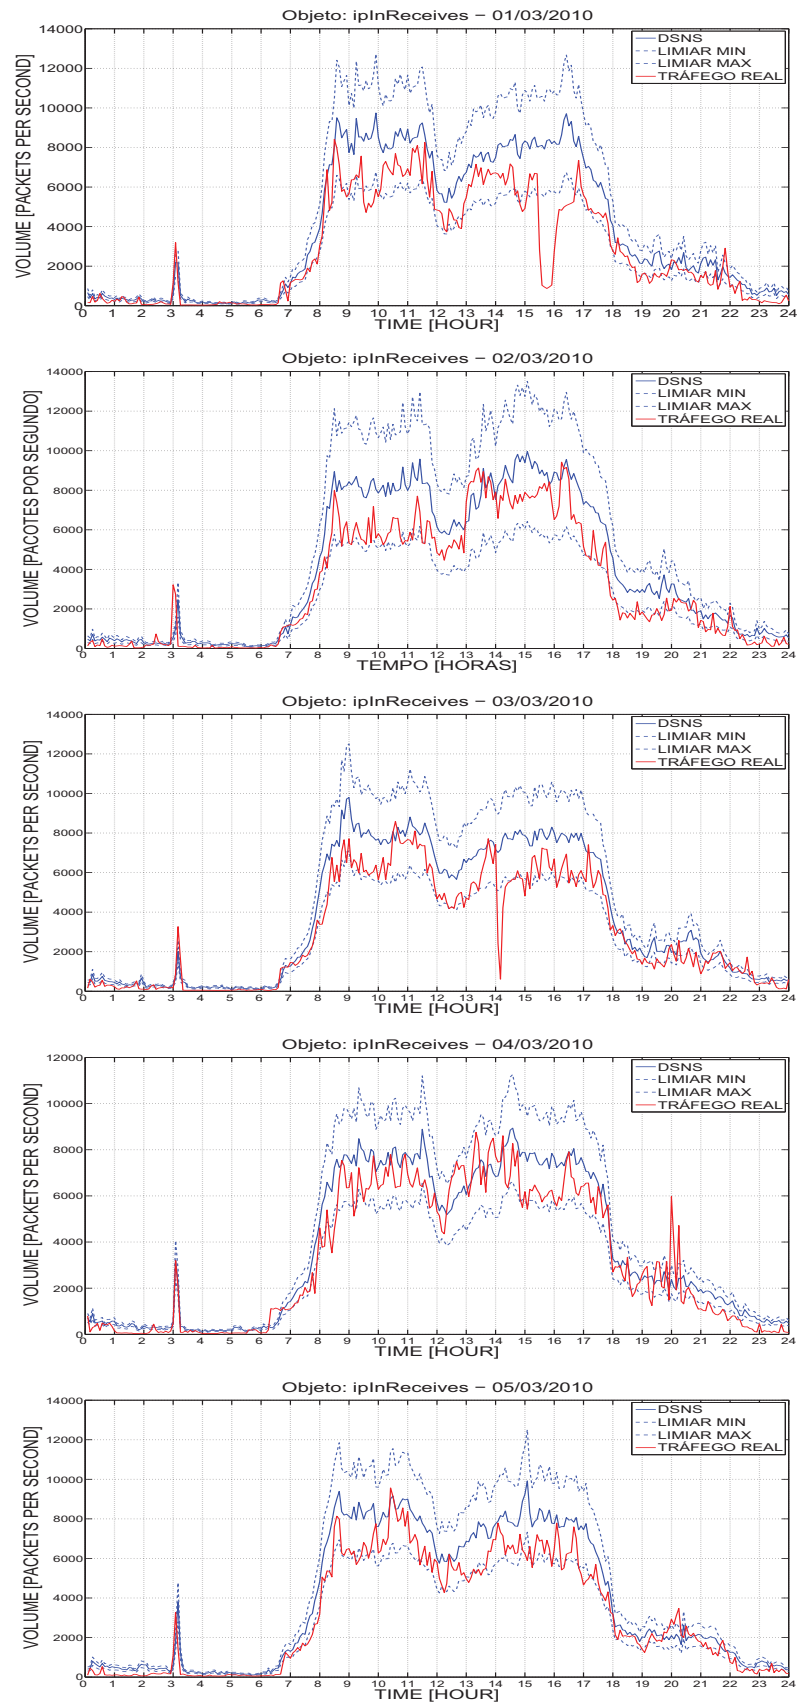 Objeto: ipInReceives − 01/03/2010
VOLUME [PACKETS PER SECOND]
14000
12000
10000
8000
6000
4000
2000
0
DSNS
LIMIAR MIN
LIMIAR MAX
TRÁFEGO REAL
0 1 2 3 4 5 6 7 8 9 10 11 12 13 14 15 16 17 18 19 20 21 22 23 24
TIME [HOUR]
Objeto: ipInReceives − 02/03/2010
VOLUME [PACOTES POR SEGUNDO]
14000
12000
10000
8000
6000
4000
2000
0
DSNS
LIMIAR MIN
LIMIAR MAX
TRÁFEGO REAL
0 1 2 3 4 5 6 7 8 9 10 11 12 13 14 15 16 17 18 19 20 21 22 23 24
TEMPO [HORAS]
Objeto: ipInReceives − 03/03/2010
VOLUME [PACKETS PER SECOND]
14000
12000
10000
8000
6000
4000
2000
0
DSNS
LIMIAR MIN
LIMIAR MAX
TRÁFEGO REAL
0 1 2 3 4 5 6 7 8 9 10 11 12 13 14 15 16 17 18 19 20 21 22 23 24
TIME [HOUR]
Objeto: ipInReceives − 04/03/2010
VOLUME [PACKETS PER SECOND]
12000
10000
8000
6000
4000
2000
0
DSNS
LIMIAR MIN
LIMIAR MAX
TRÁFEGO REAL
0 1 2 3 4 5 6 7 8 9 10 11 12 13 14 15 16 17 18 19 20 21 22 23 24
TIME [HOUR]
Objeto: ipInReceives − 05/03/2010
VOLUME [PACKETS PER SECOND]
14000
12000
10000
8000
6000
4000
2000
0
DSNS
LIMIAR MIN
LIMIAR MAX
TRÁFEGO REAL
0 1 2 3 4 5 6 7 8 9 10 11 12 13 14 15 16 17 18 19 20 21 22 23 24
TIME [HOUR]